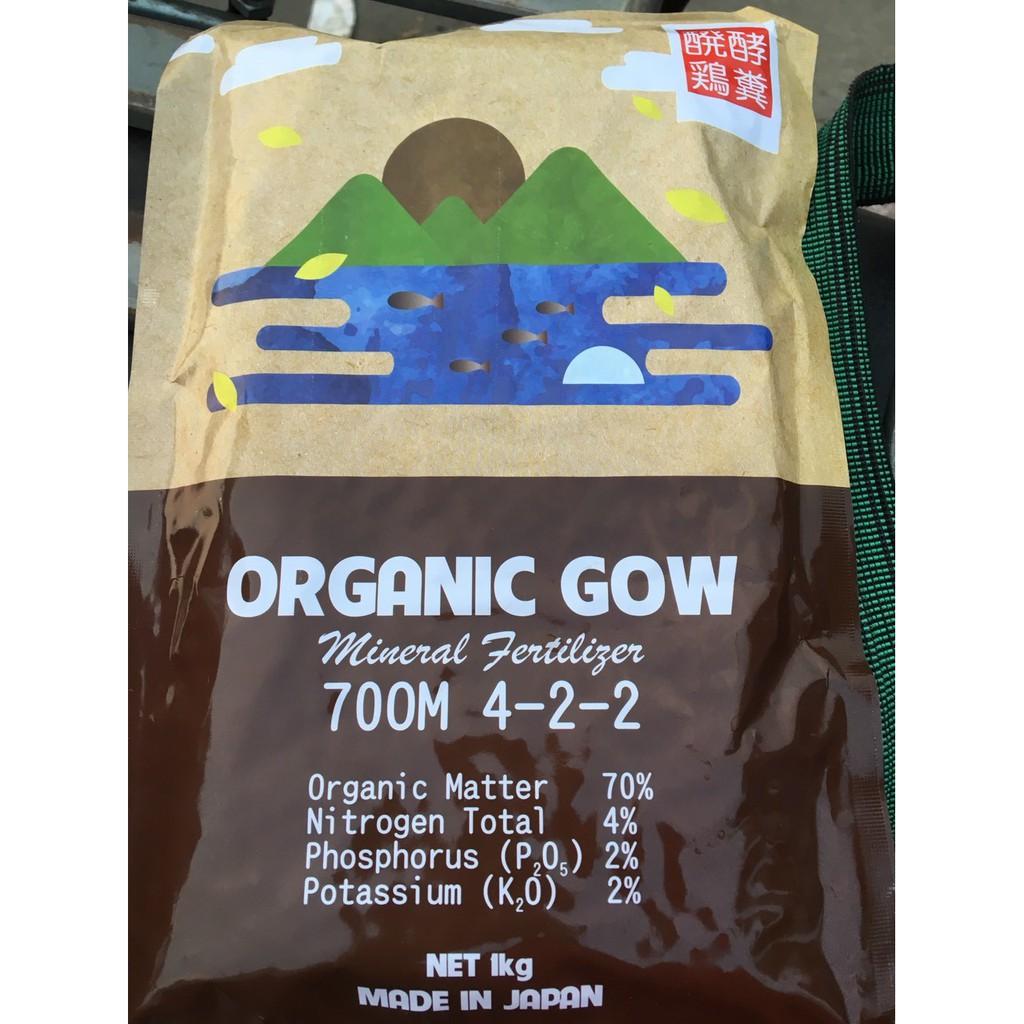 醗酵
鶏糞
ORGANIC GOW
Mineral Fertilizer
700M 4-2-2
Organic Matter 70%
Nitrogen Total 4%
Phosphorus (P₂O₅) 2%
Potassium (K₂O) 2%
NET 1kg
MADE IN JAPAN